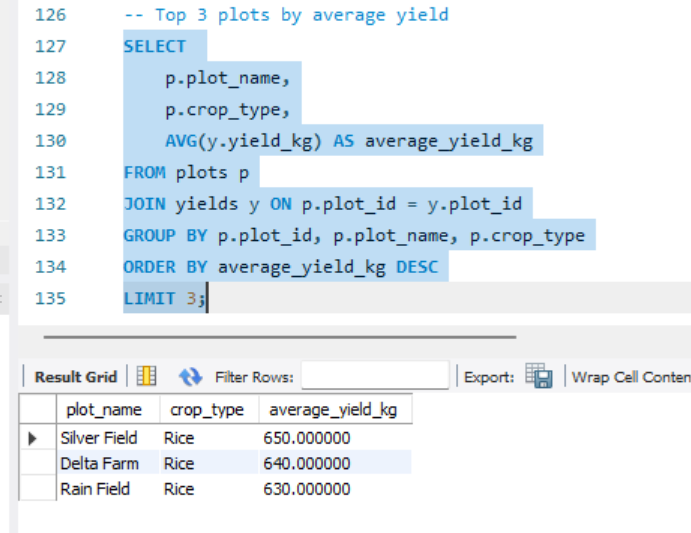 126 -- Top 3 plots by average yield
127 SELECT
128 p.plot_name,
129 p.crop_type,
130 AVG(y.yield_kg) AS average_yield_kg
131 FROM plots p
132 JOIN yields y ON p.plot_id = y.plot_id
133 GROUP BY p.plot_id, p.plot_name, p.crop_type
134 ORDER BY average_yield_kg DESC
135 LIMIT 3;
Result Grid Filter Rows: Export: Wrap Cell Conten
plot_name crop_type average_yield_kg
Silver Field Rice 650.000000
Delta Farm Rice 640.000000
Rain Field Rice 630.000000